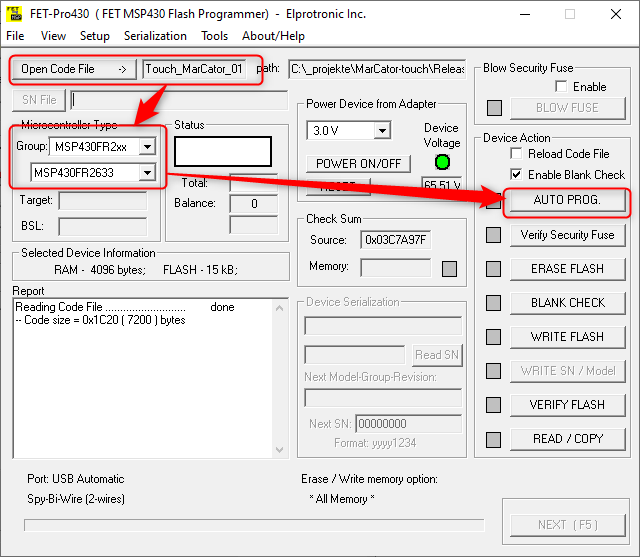 FET-Pro430 ( FET MSP430 Flash Programmer) - Elprotronic Inc.
File View Setup Serialization Tools About/Help
Open Code File -> Touch_MarCator_01 path: C:\_projekte\MarCator-touch\Releas
SN File
Microcontroller Type
Group: MSP430FR2xx
MSP430FR2633
Target:
BSL:
Status
Total:
Balance: 0
Selected Device Information
RAM - 4096 bytes; FLASH - 15 kB;
Report
Reading Code File ........................... done
-- Code size = 0x1C20 ( 7200 ) bytes
Power Device from Adapter
3.0 V
Device
Voltage
POWER ON/OFF
RESET
65.51 V
Check Sum
Source: 0x03C7A97F
Memory:
Device Serialization
Read SN
Next Model-Group-Revision:
Next SN: 00000000
Format: yyyy1234
Blow Security Fuse
Enable
BLOW FUSE
Device Action
Reload Code File
Enable Blank Check
AUTO PROG.
Verify Security Fuse
ERASE FLASH
BLANK CHECK
WRITE FLASH
WRITE SN / Model
VERIFY FLASH
READ / COPY
Port: USB Automatic
Spy-Bi-Wire (2-wires)
Erase / Write memory option:
* All Memory *
NEXT ( F5 )